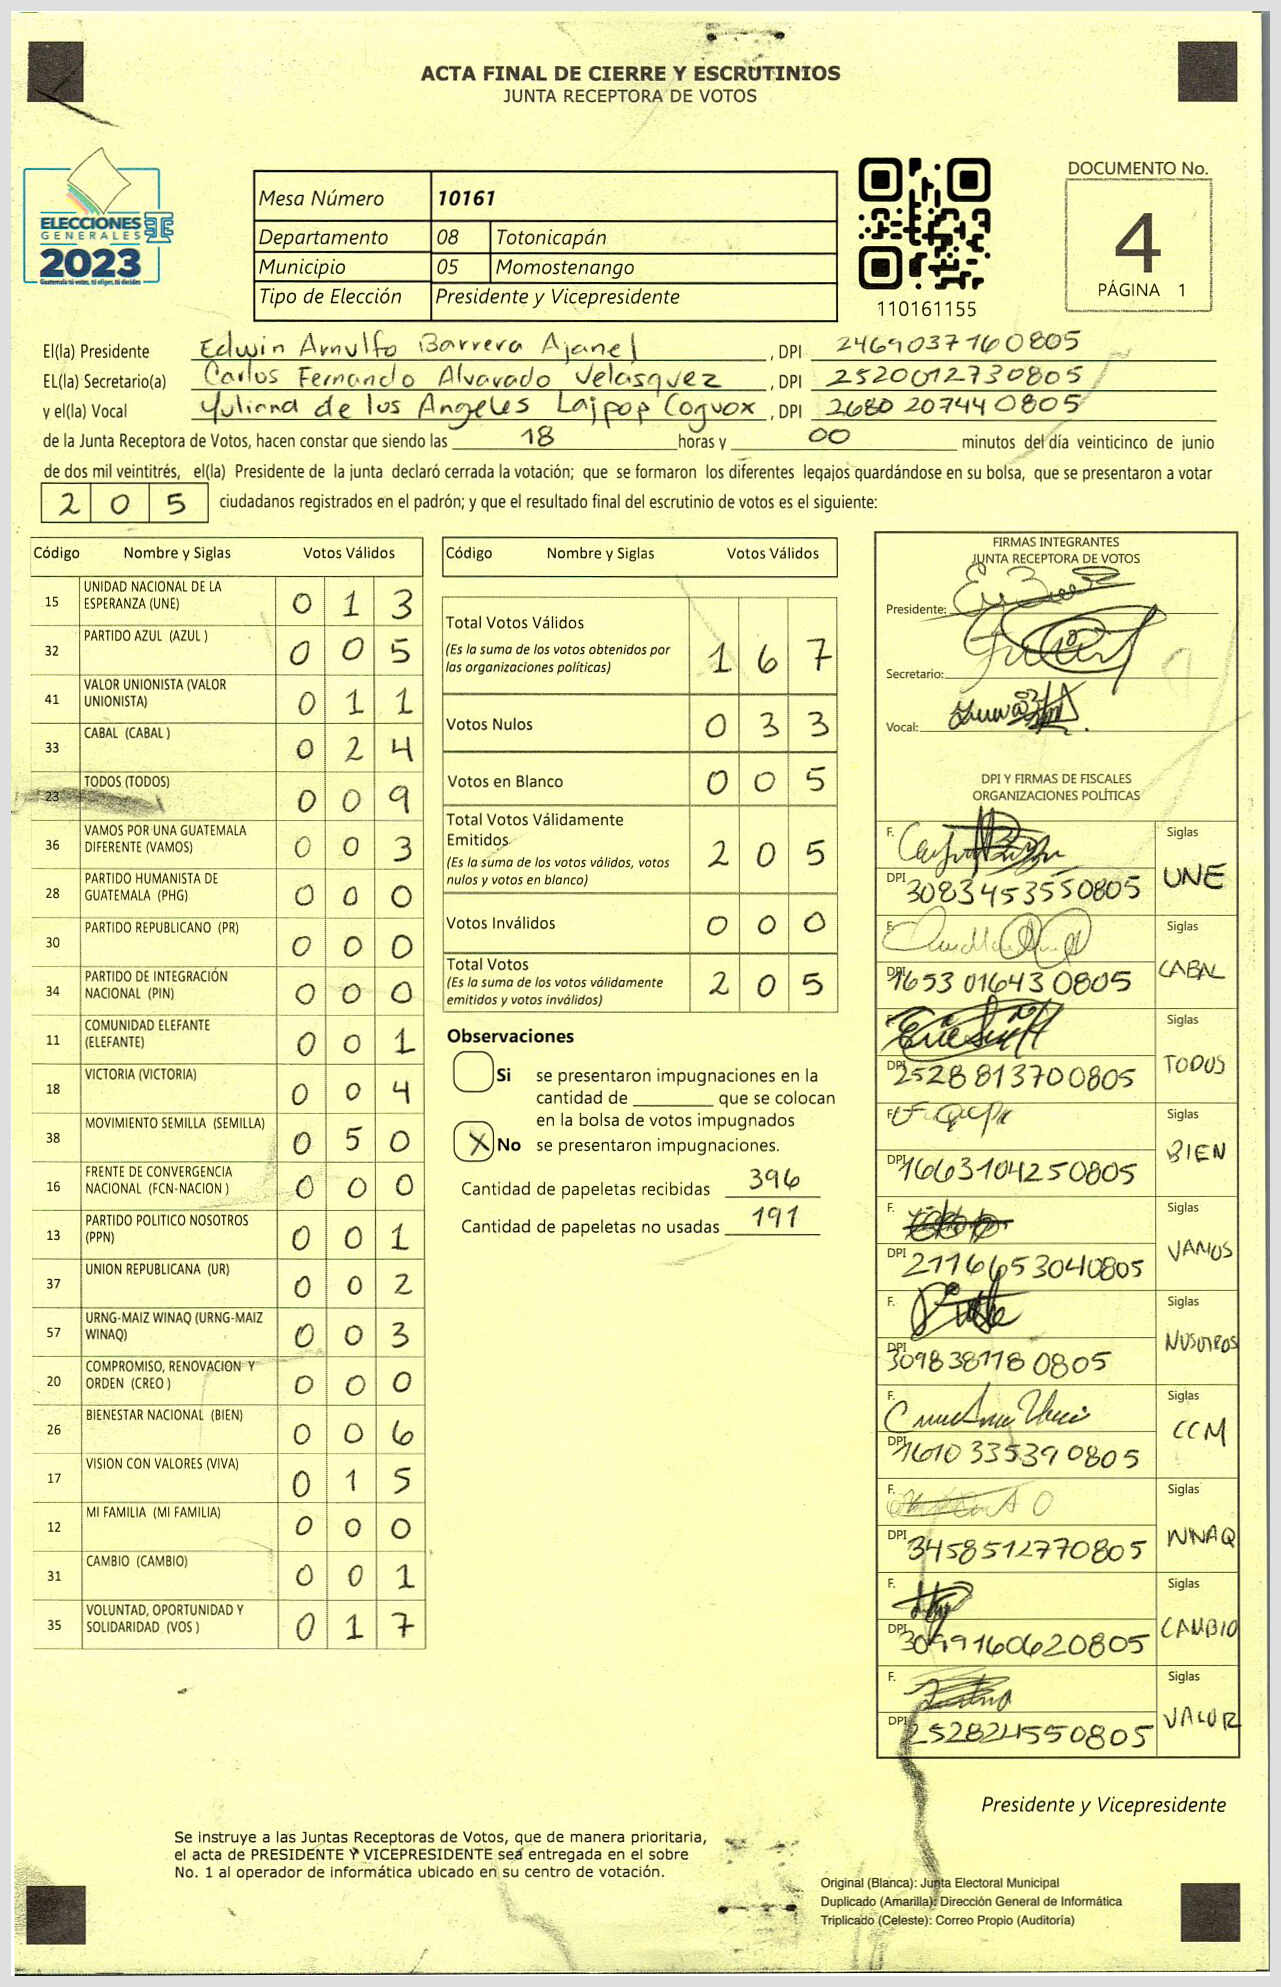 ACTA FINAL DE CIERRE Y ESCRUTINIOS
JUNTA RECEPTORA DE VOTOS
ELECCIONES
GENERALES
2023
Guatemala tú votas, tú eliges, tú decides
Mesa Número 10161
Departamento 08 Totonicapán
Municipio 05 Momostenango
Tipo de Elección Presidente y Vicepresidente
110161155
DOCUMENTO No.
4
PÁGINA 1
El(la) Presidente Edwin Arnulfo Barrera Ajanel , DPI 2469037160805
EL(la) Secretario(a) Carlos Fernando Alvarado Velásquez , DPI 2520012730805
y el(la) Vocal Yuliana de los Angeles Lajpop Coguox , DPI 2680207440805
de la Junta Receptora de Votos, hacen constar que siendo las 18 horas y 00 minutos del día veinticinco de junio
de dos mil veintitrés, el(la) Presidente de la junta declaró cerrada la votación; que se formaron los diferentes legajos guardándose en su bolsa, que se presentaron a votar
205 ciudadanos registrados en el padrón; y que el resultado final del escrutinio de votos es el siguiente:
Código Nombre y Siglas Votos Válidos
15 UNIDAD NACIONAL DE LA ESPERANZA (UNE) 0 1 3
32 PARTIDO AZUL (AZUL ) 0 0 5
41 VALOR UNIONISTA (VALOR UNIONISTA) 0 1 1
33 CABAL (CABAL ) 0 2 4
23 TODOS (TODOS) 0 0 9
36 VAMOS POR UNA GUATEMALA DIFERENTE (VAMOS) 0 0 3
28 PARTIDO HUMANISTA DE GUATEMALA (PHG) 0 0 0
30 PARTIDO REPUBLICANO (PR) 0 0 0
34 PARTIDO DE INTEGRACIÓN NACIONAL (PIN) 0 0 0
11 COMUNIDAD ELEFANTE (ELEFANTE) 0 0 1
18 VICTORIA (VICTORIA) 0 0 4
38 MOVIMIENTO SEMILLA (SEMILLA) 0 5 0
16 FRENTE DE CONVERGENCIA NACIONAL (FCN-NACION ) 0 0 0
13 PARTIDO POLITICO NOSOTROS (PPN) 0 0 1
37 UNION REPUBLICANA (UR) 0 0 2
57 URNG-MAIZ WINAQ (URNG-MAIZ WINAQ) 0 0 3
20 COMPROMISO, RENOVACION Y ORDEN (CREO ) 0 0 0
26 BIENESTAR NACIONAL (BIEN) 0 0 6
17 VISION CON VALORES (VIVA) 0 1 5
12 MI FAMILIA (MI FAMILIA) 0 0 0
31 CAMBIO (CAMBIO) 0 0 1
35 VOLUNTAD, OPORTUNIDAD Y SOLIDARIDAD (VOS ) 0 1 7
Código Nombre y Siglas Votos Válidos
Total Votos Válidos
(Es la suma de los votos obtenidos por
las organizaciones políticas) 1 6 7
Votos Nulos 0 3 3
Votos en Blanco 0 0 5
Total Votos Válidamente
Emitidos
(Es la suma de los votos válidos, votos
nulos y votos en blanco) 2 0 5
Votos Inválidos 0 0 0
Total Votos
(Es la suma de los votos válidamente
emitidos y votos inválidos) 2 0 5
Observaciones
Si se presentaron impugnaciones en la
cantidad de ________ que se colocan
en la bolsa de votos impugnados
X No se presentaron impugnaciones.
Cantidad de papeletas recibidas 396
Cantidad de papeletas no usadas 191
FIRMAS INTEGRANTES
JUNTA RECEPTORA DE VOTOS
Presidente:
Secretario:
Vocal:
DPI Y FIRMAS DE FISCALES
ORGANIZACIONES POLÍTICAS
F. Siglas
DPI 3083453550805 UNE
F. Siglas
DPI 1653016430805 CABAL
F. Siglas
DPI 2528813700805 TODOS
F. Siglas
DPI 1663104250805 BIEN
F. Siglas
DPI 2116653040805 VAMOS
F. Siglas
DPI 3098381180805 NOSOTROS
F. Siglas
DPI 1610335390805 CCM
F. Siglas
DPI 3458512770805 WNAQ
F. Siglas
DPI 3099160620805 CAMBIO
F. Siglas
DPI 252824550805 VALOR
Presidente y Vicepresidente
Se instruye a las Juntas Receptoras de Votos, que de manera prioritaria,
el acta de PRESIDENTE Y VICEPRESIDENTE sea entregada en el sobre
No. 1 al operador de informática ubicado en su centro de votación.
Original (Blanca): Junta Electoral Municipal
Duplicado (Amarilla): Dirección General de Informática
Triplicado (Celeste): Correo Propio (Auditoría)